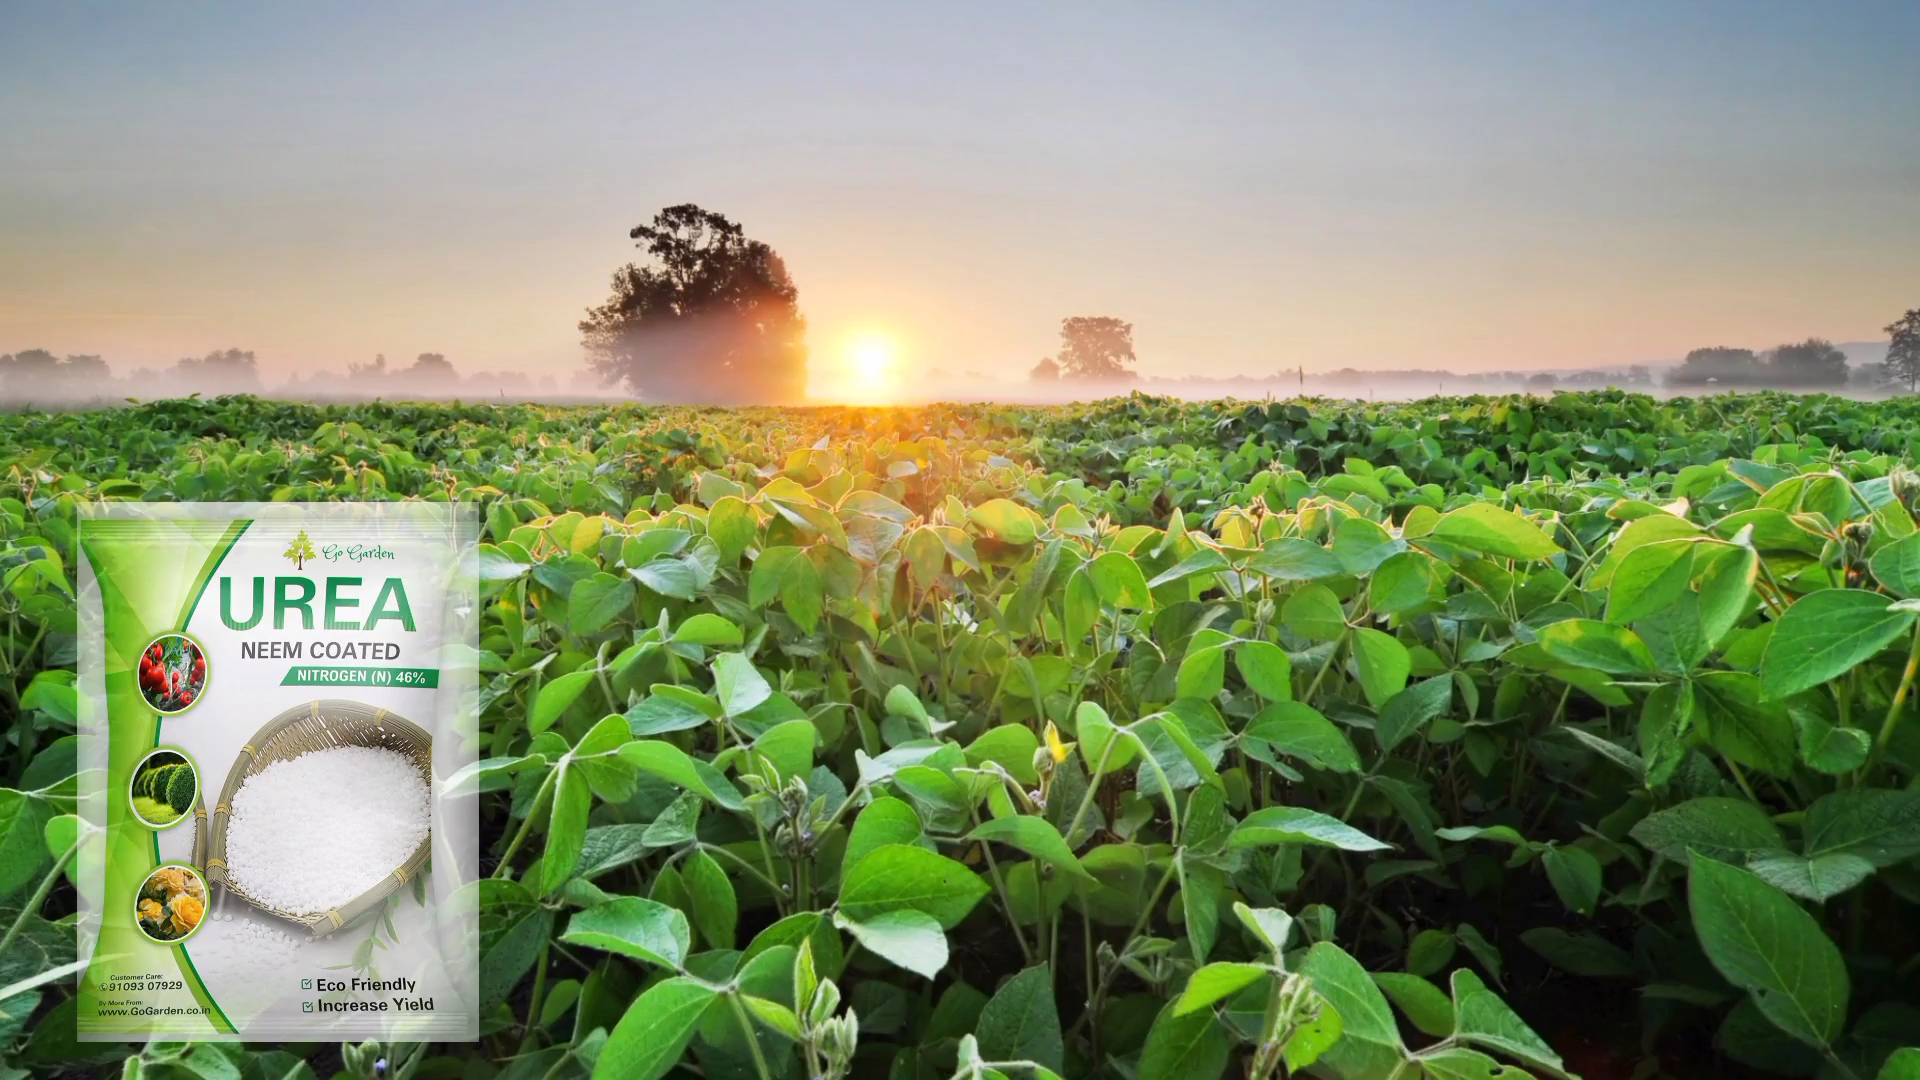 Go Garden
UREA
NEEM COATED
NITROGEN (N) 46%
Customer Care:
91093 07929
By More From:
www.GoGarden.co.in
☑ Eco Friendly
☑ Increase Yield